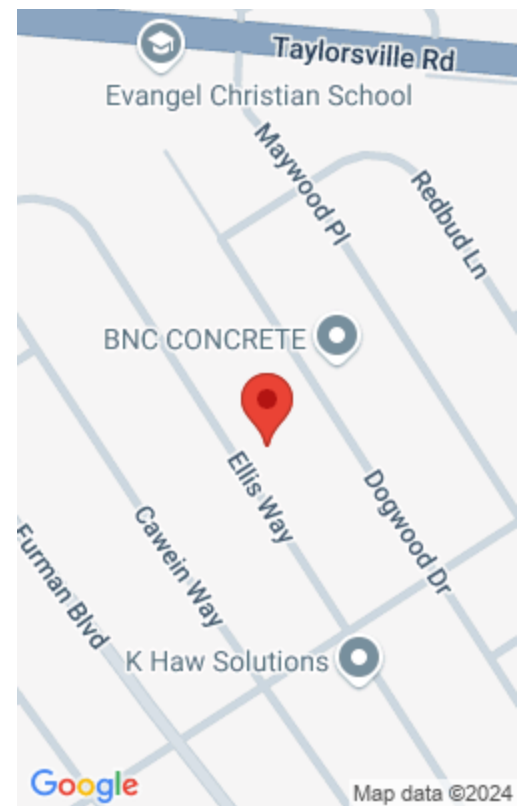 Taylorsville Rd
Evangel Christian School
Maywood Pl
Redbud Ln
BNC CONCRETE
Ellis Way
Dogwood Dr
Cawein Way
Furman Blvd
K Haw Solutions
Google
Map data ©2024